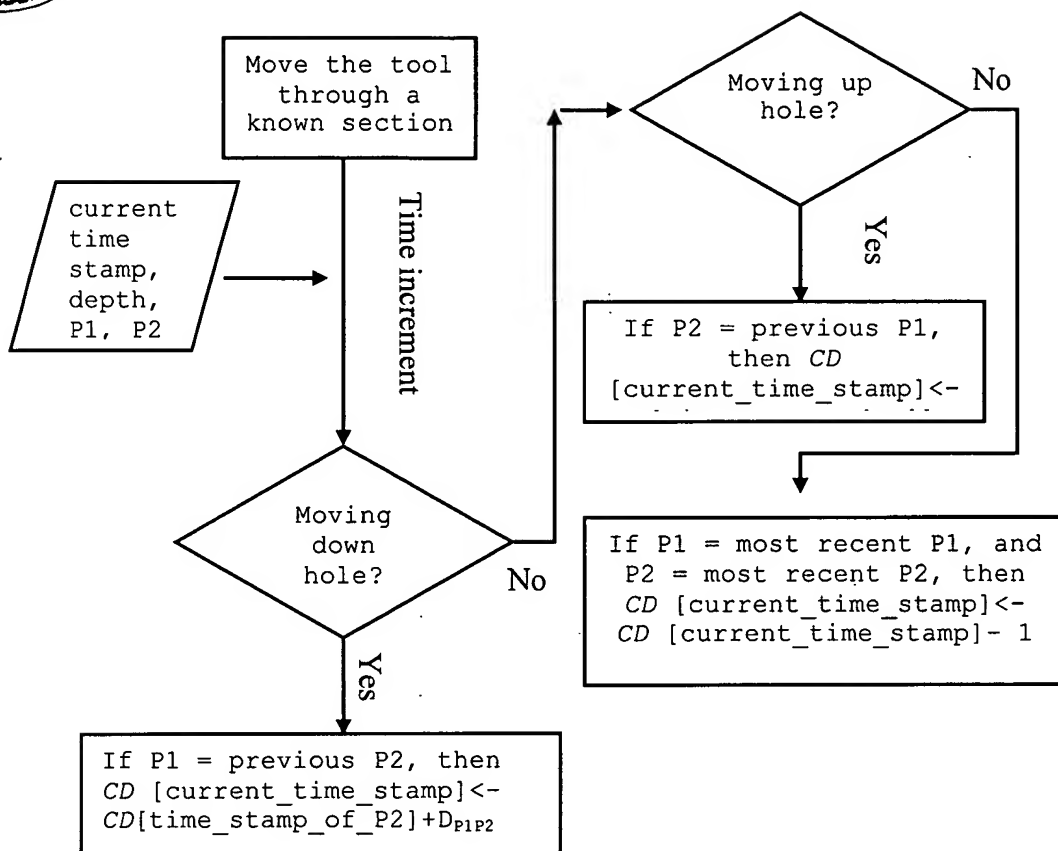 Move the tool
through a
known section
current
time
stamp,
depth,
P1, P2
Time increment
Moving
down
hole?
No
Yes
If P1 = previous P2, then
CD [current_time_stamp]<-
CD[time_stamp_of_P2]+D_P1P2
Moving up
hole?
No
Yes
If P2 = previous P1,
then CD
[current_time_stamp]<-
If P1 = most recent P1, and
P2 = most recent P2, then
CD [current_time_stamp]<-
CD [current_time_stamp]- 1